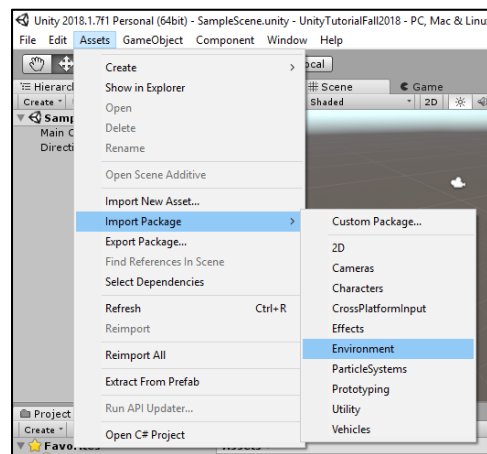 Unity 2018.1.7f1 Personal (64bit) - SampleScene.unity - UnityTutorialFall2018 - PC, Mac & Linu
File Edit Assets GameObject Component Window Help
Hierarc
Create
Samp
Main C
Directi
Create
Show in Explorer
Open
Delete
Rename
Open Scene Additive
Import New Asset...
Import Package
Export Package...
Find References In Scene
Select Dependencies
Refresh Ctrl+R
Reimport
Reimport All
Extract From Prefab
Run API Updater...
Open C# Project
ocal
Scene Game
Shaded 2D
Custom Package...
2D
Cameras
Characters
CrossPlatformInput
Effects
Environment
ParticleSystems
Prototyping
Utility
Vehicles
Project
Create